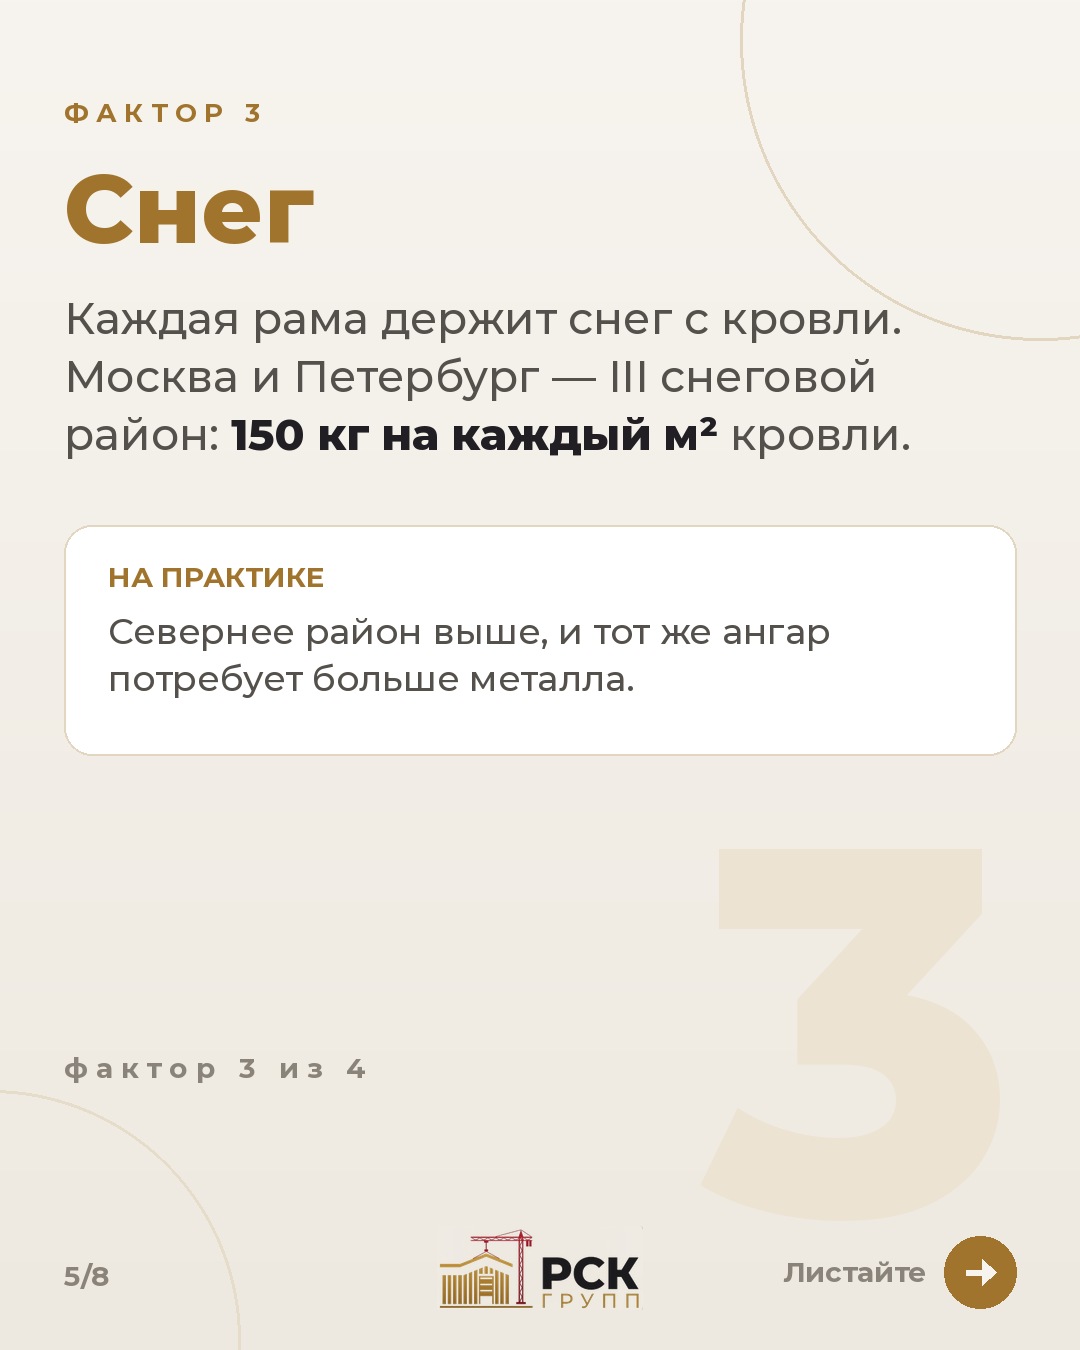 ФАКТОР 3
Снег
Каждая рама держит снег с кровли.
Москва и Петербург — III снеговой
район: 150 кг на каждый м² кровли.
НА ПРАКТИКЕ
Севернее район выше, и тот же ангар
потребует больше металла.
3
фактор 3 из 4
5/8
РСК
ГРУПП
Листайте